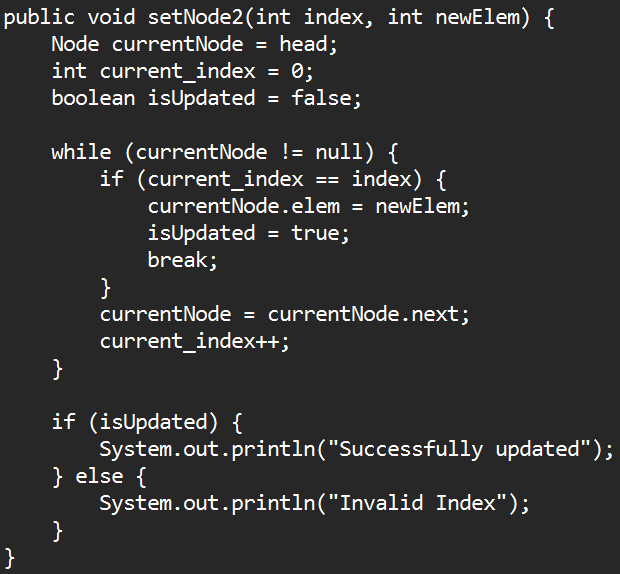 public void setNode2(int index, int newElem) {
    Node currentNode = head;
    int current_index = 0;
    boolean isUpdated = false;

    while (currentNode != null) {
        if (current_index == index) {
            currentNode.elem = newElem;
            isUpdated = true;
            break;
        }
        currentNode = currentNode.next;
        current_index++;
    }

    if (isUpdated) {
        System.out.println("Successfully updated");
    } else {
        System.out.println("Invalid Index");
    }
}